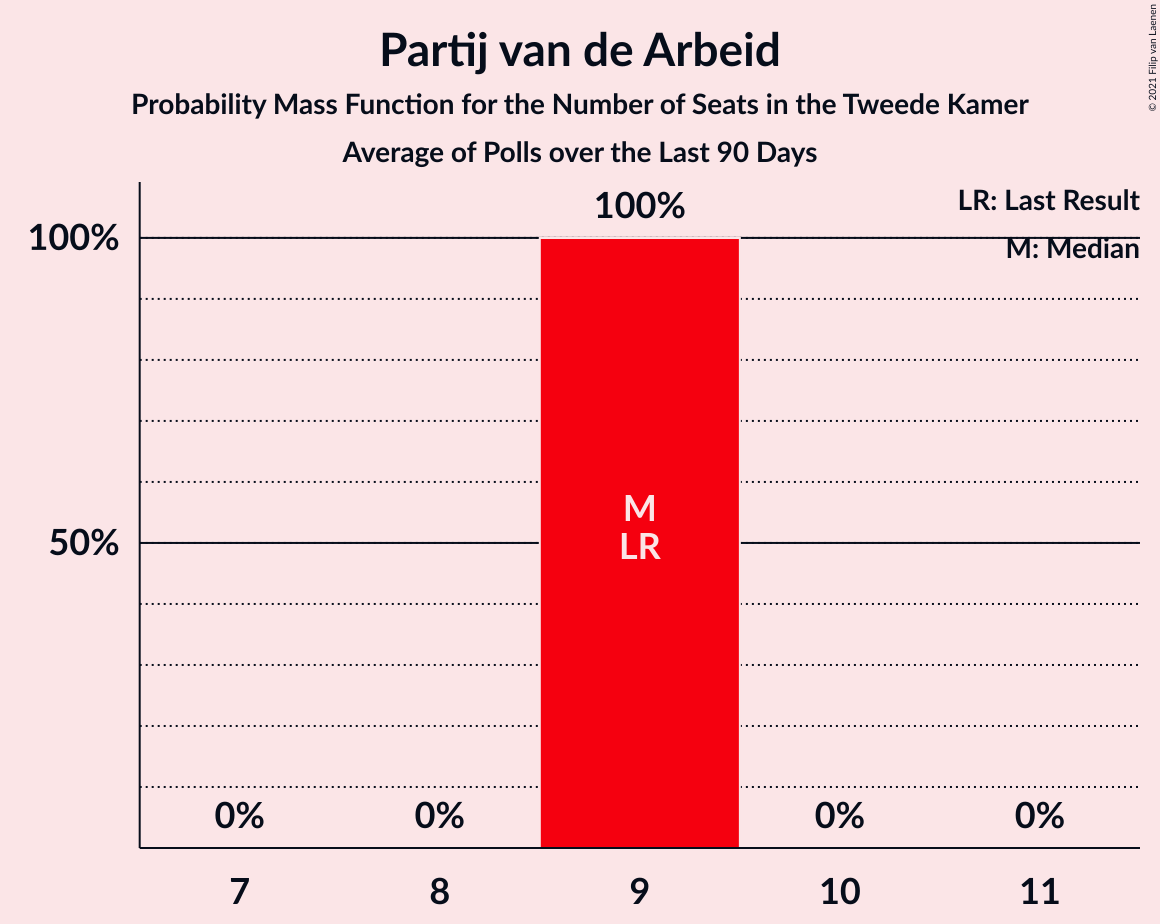 Partij van de Arbeid
Probability Mass Function for the Number of Seats in the Tweede Kamer
Average of Polls over the Last 90 Days
© 2021 Filip van Laenen
LR: Last Result
M: Median
100%
100%
50%
M
LR
0%
0%
0%
0%
7
8
9
10
11